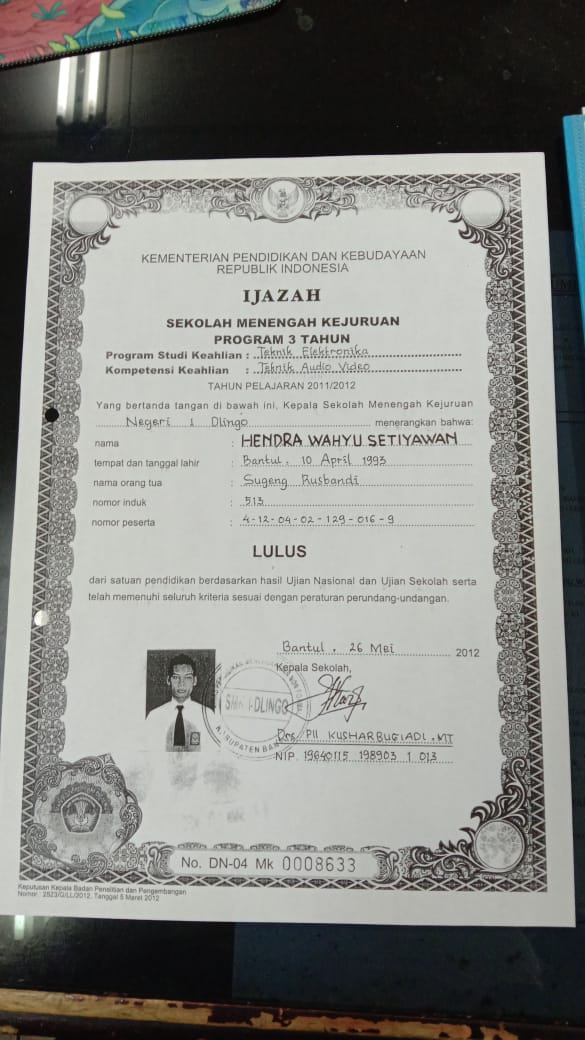 KEMENTERIAN PENDIDIKAN DAN KEBUDAYAAN
REPUBLIK INDONESIA
IJAZAH
SEKOLAH MENENGAH KEJURUAN
PROGRAM 3 TAHUN
Program Studi Keahlian : Teknik Elektronika
Kompetensi Keahlian : Teknik Audio Video
TAHUN PELAJARAN 2011/2012
Yang bertanda tangan di bawah ini, Kepala Sekolah Menengah Kejuruan
Negeri 1 Dlingo menerangkan bahwa:
nama : HENDRA WAHYU SETIYAWAN
tempat dan tanggal lahir : Bantul, 10 April 1993
nama orang tua : Sugeng Rusbandi
nomor induk : 513
nomor peserta : 4-12-04-02-129-016-9
LULUS
dari satuan pendidikan berdasarkan hasil Ujian Nasional dan Ujian Sekolah serta
telah memenuhi seluruh kriteria sesuai dengan peraturan perundang-undangan.
Bantul, 26 Mei 2012
Kepala Sekolah,
DLINGO
KABUPATEN
Drs. PII KUSHARBUGIADI, MT
NIP. 19640115 198903 1 013
No. DN-04 Mk 0008633
Keputusan Kepala Badan Penelitian dan Pengembangan
Nomor : 2523/G/LL/2012, Tanggal 5 Maret 2012